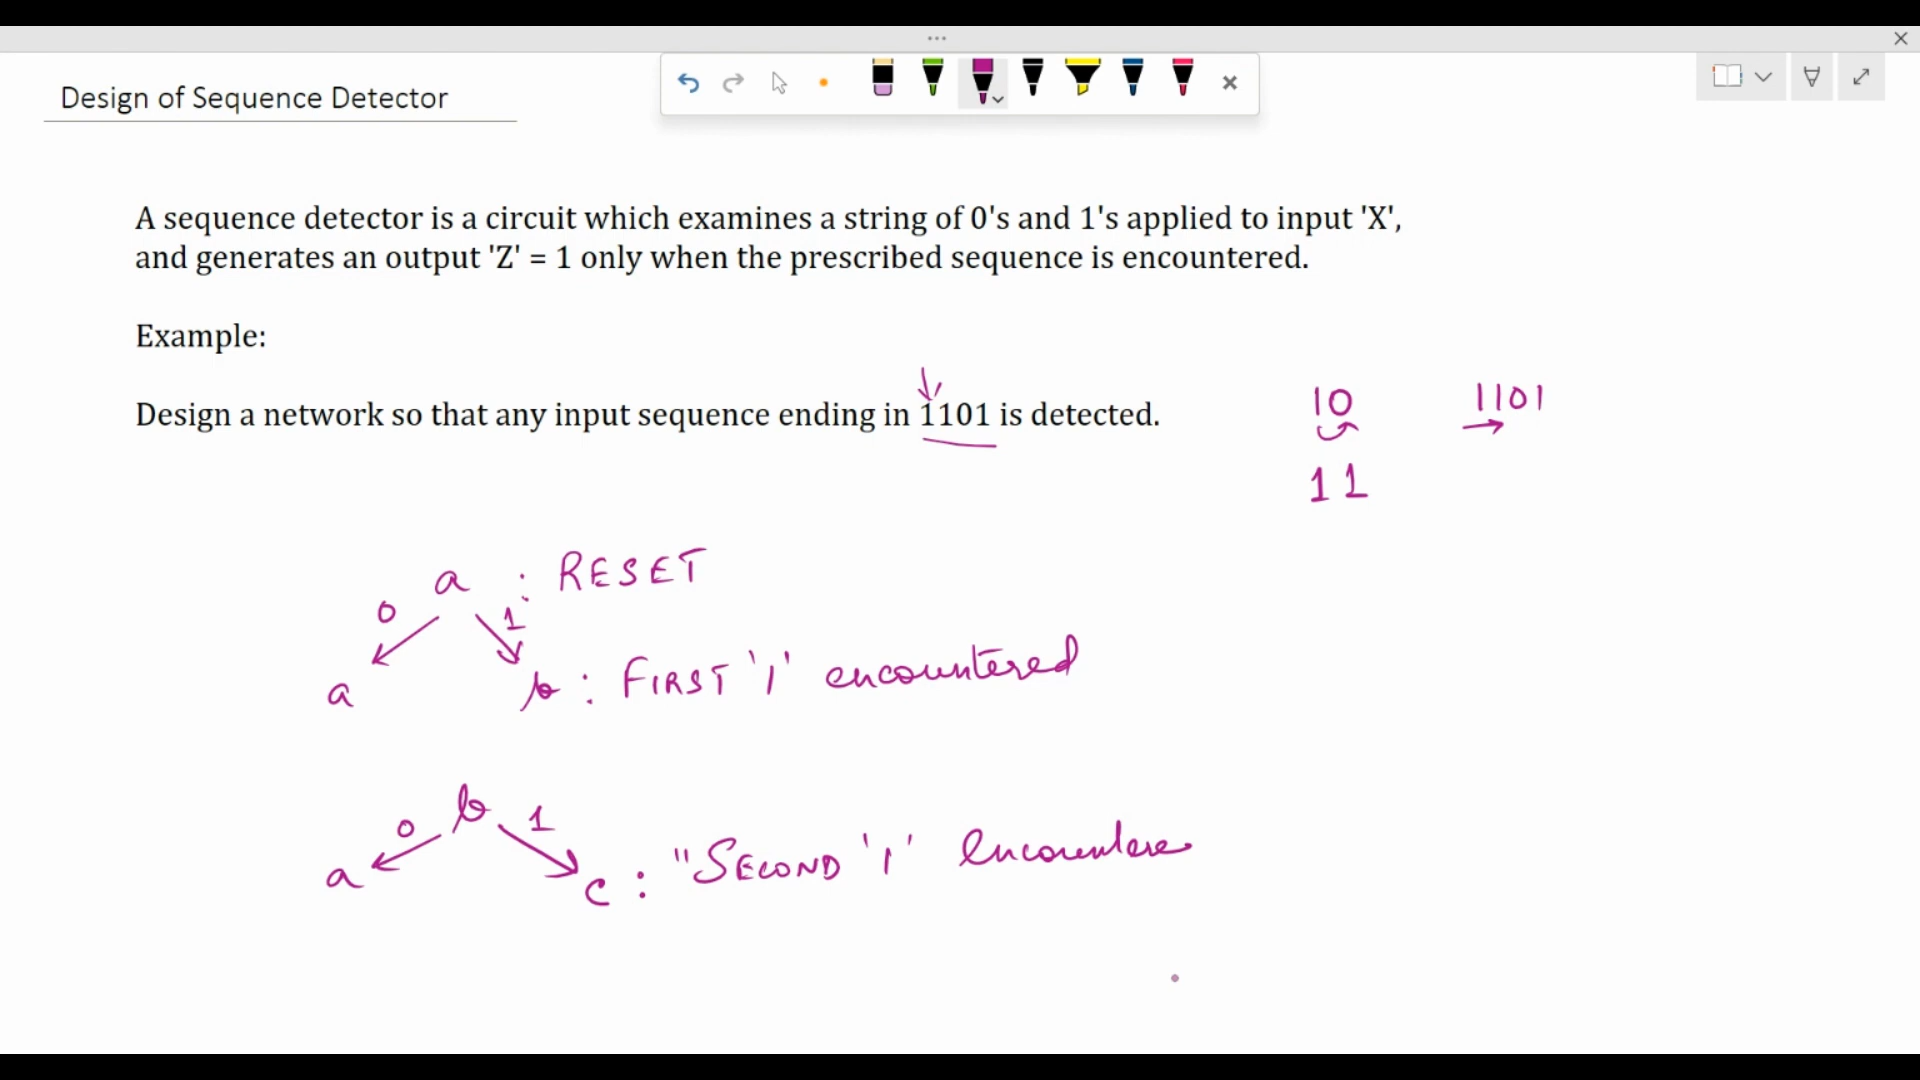 Design of Sequence Detector
A sequence detector is a circuit which examines a string of 0's and 1's applied to input 'X',
and generates an output 'Z' = 1 only when the prescribed sequence is encountered.
Example:
Design a network so that any input sequence ending in 1101 is detected.
10 1101
11
a : RESET
0 1
a b : FIRST '1' encountered
b
0 1
a c : "SECOND '1' encountere